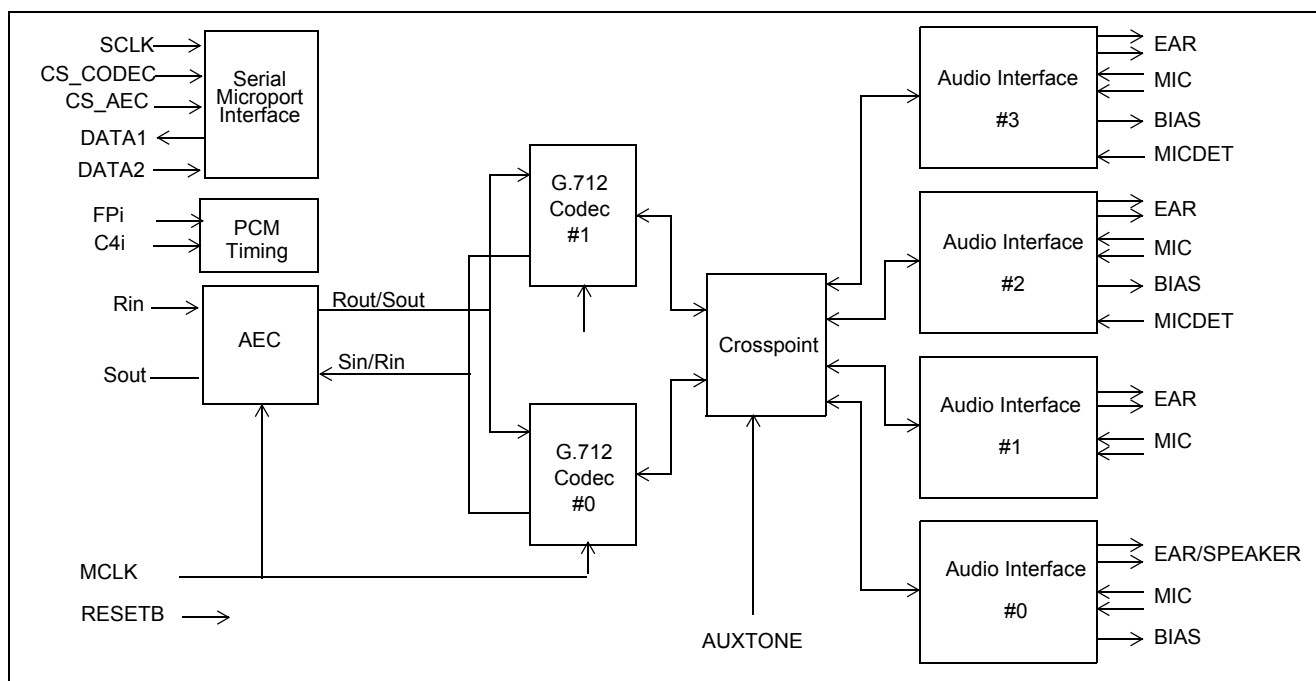 SCLK
CS_CODEC
CS_AEC
DATA1
DATA2
Serial
Microport
Interface
FPi
C4i
PCM
Timing
Rin
Sout
AEC
Rout/Sout
Sin/Rin
MCLK
RESETB
G.712
Codec
#1
G.712
Codec
#0
Crosspoint
AUXTONE
Audio Interface
#3
EAR
MIC
BIAS
MICDET
Audio Interface
#2
EAR
MIC
BIAS
MICDET
Audio Interface
#1
EAR
MIC
Audio Interface
#0
EAR/SPEAKER
MIC
BIAS